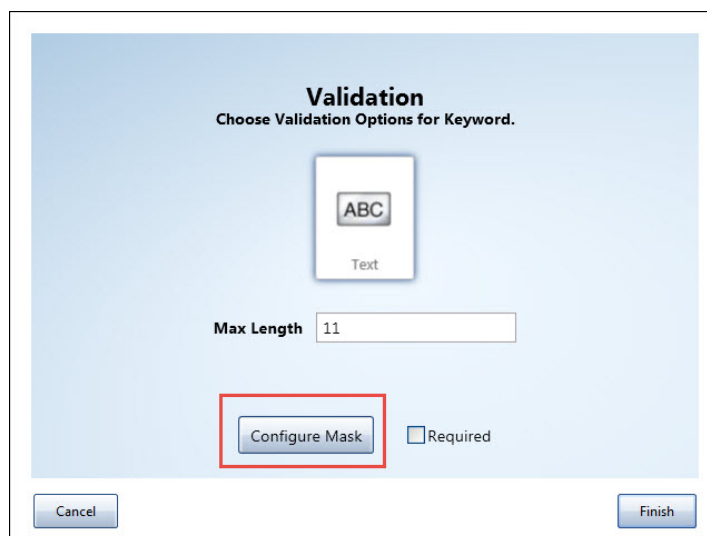 Validation
Choose Validation Options for Keyword.
ABC
Text
Max Length 11
Configure Mask Required
Cancel Finish